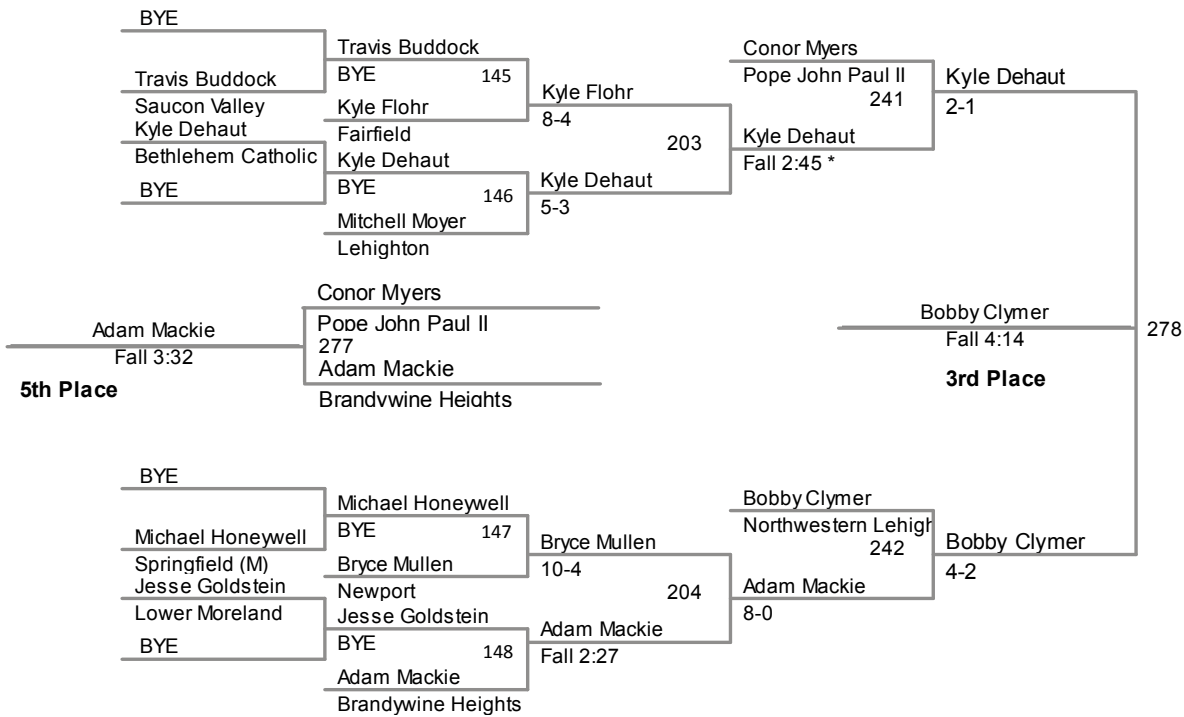 BYE
Travis Buddock
Saucon Valley
Kyle Dehaut
Bethlehem Catholic
BYE
Travis Buddock
BYE
145
Kyle Flohr
Fairfield
Kyle Dehaut
BYE
146
Mitchell Moyer
Lehighton
Kyle Flohr
8-4
203
Kyle Dehaut
5-3
Conor Myers
Pope John Paul II
241
Kyle Dehaut
Fall 2:45 *
Kyle Dehaut
2-1
Conor Myers
Pope John Paul II
277
Adam Mackie
Brandywine Heights
Adam Mackie
Fall 3:32
5th Place
Bobby Clymer
Fall 4:14
3rd Place
278
BYE
Michael Honeywell
Springfield (M)
Jesse Goldstein
Lower Moreland
BYE
Michael Honeywell
BYE
147
Bryce Mullen
Newport
Jesse Goldstein
BYE
148
Adam Mackie
Brandywine Heights
Bryce Mullen
10-4
204
Adam Mackie
Fall 2:27
Bobby Clymer
Northwestern Lehigh
242
Adam Mackie
8-0
Bobby Clymer
4-2